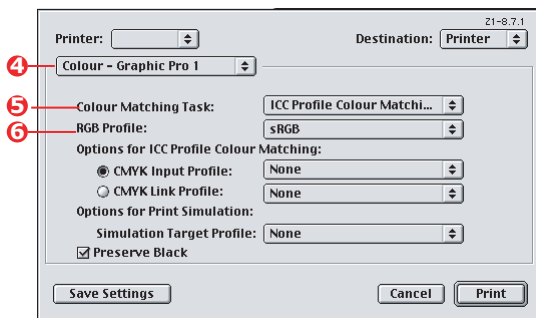 Z1-8.7.1
Printer: Destination: Printer
4 Colour - Graphic Pro 1
5 Colour Matching Task: ICC Profile Colour Matchi...
6 RGB Profile: sRGB
Options for ICC Profile Colour Matching:
CMYK Input Profile: None
CMYK Link Profile: None
Options for Print Simulation:
Simulation Target Profile: None
Preserve Black
Save Settings Cancel Print